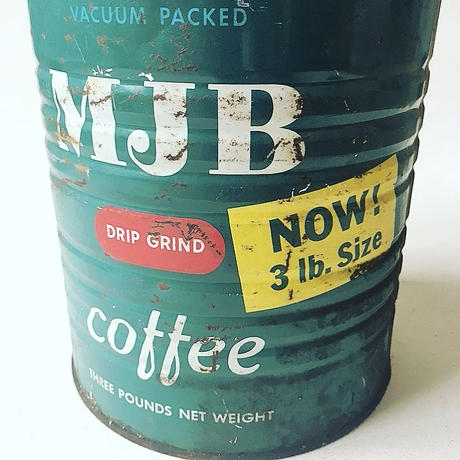 VACUUM PACKED
MJB
DRIP GRIND
NOW!
3 lb. Size
coffee
THREE POUNDS NET WEIGHT